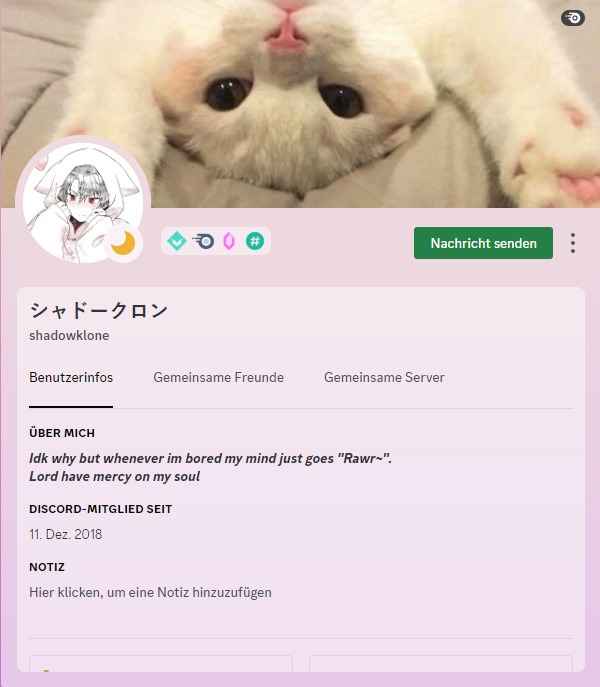 Nachricht senden
シャドークロン
shadowklone
Benutzerinfos
Gemeinsame Freunde
Gemeinsame Server
ÜBER MICH
Idk why but whenever im bored my mind just goes "Rawr~".
Lord have mercy on my soul
DISCORD-MITGLIED SEIT
11. Dez. 2018
NOTIZ
Hier klicken, um eine Notiz hinzuzufügen